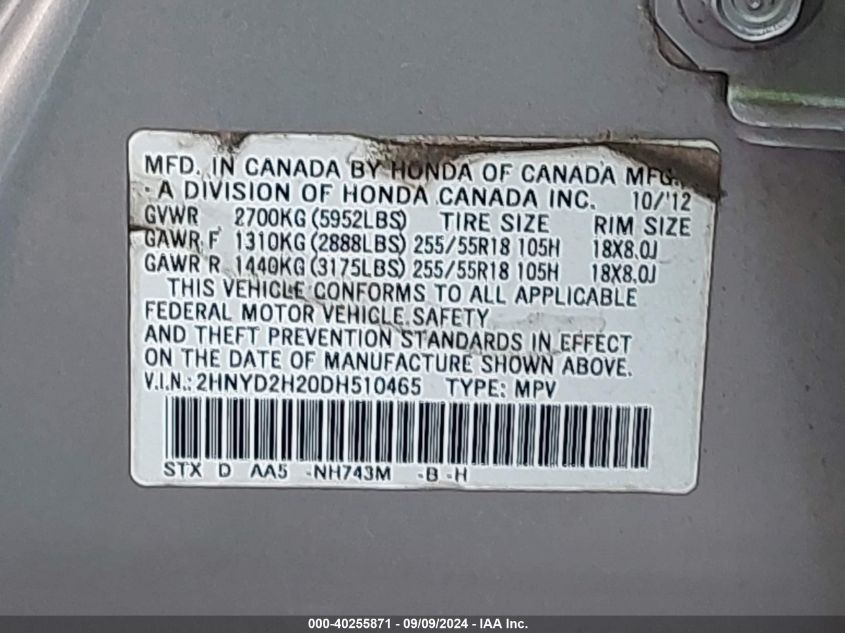 MFD. IN CANADA BY HONDA OF CANADA MFG.,
A DIVISION OF HONDA CANADA INC. 10/'12
GVWR 2700KG (5952LBS) TIRE SIZE RIM SIZE
GAWR F 1310KG (2888LBS) 255/55R18 105H 18X8.0J
GAWR R 1440KG (3175LBS) 255/55R18 105H 18X8.0J
THIS VEHICLE CONFORMS TO ALL APPLICABLE
FEDERAL MOTOR VEHICLE SAFETY
AND THEFT PREVENTION STANDARDS IN EFFECT
ON THE DATE OF MANUFACTURE SHOWN ABOVE.
V.I.N.: 2HNYD2H20DH510465 TYPE: MPV
STX D AA5 -NH743M -B -H
000-40255871 - 09/09/2024 - IAA Inc.